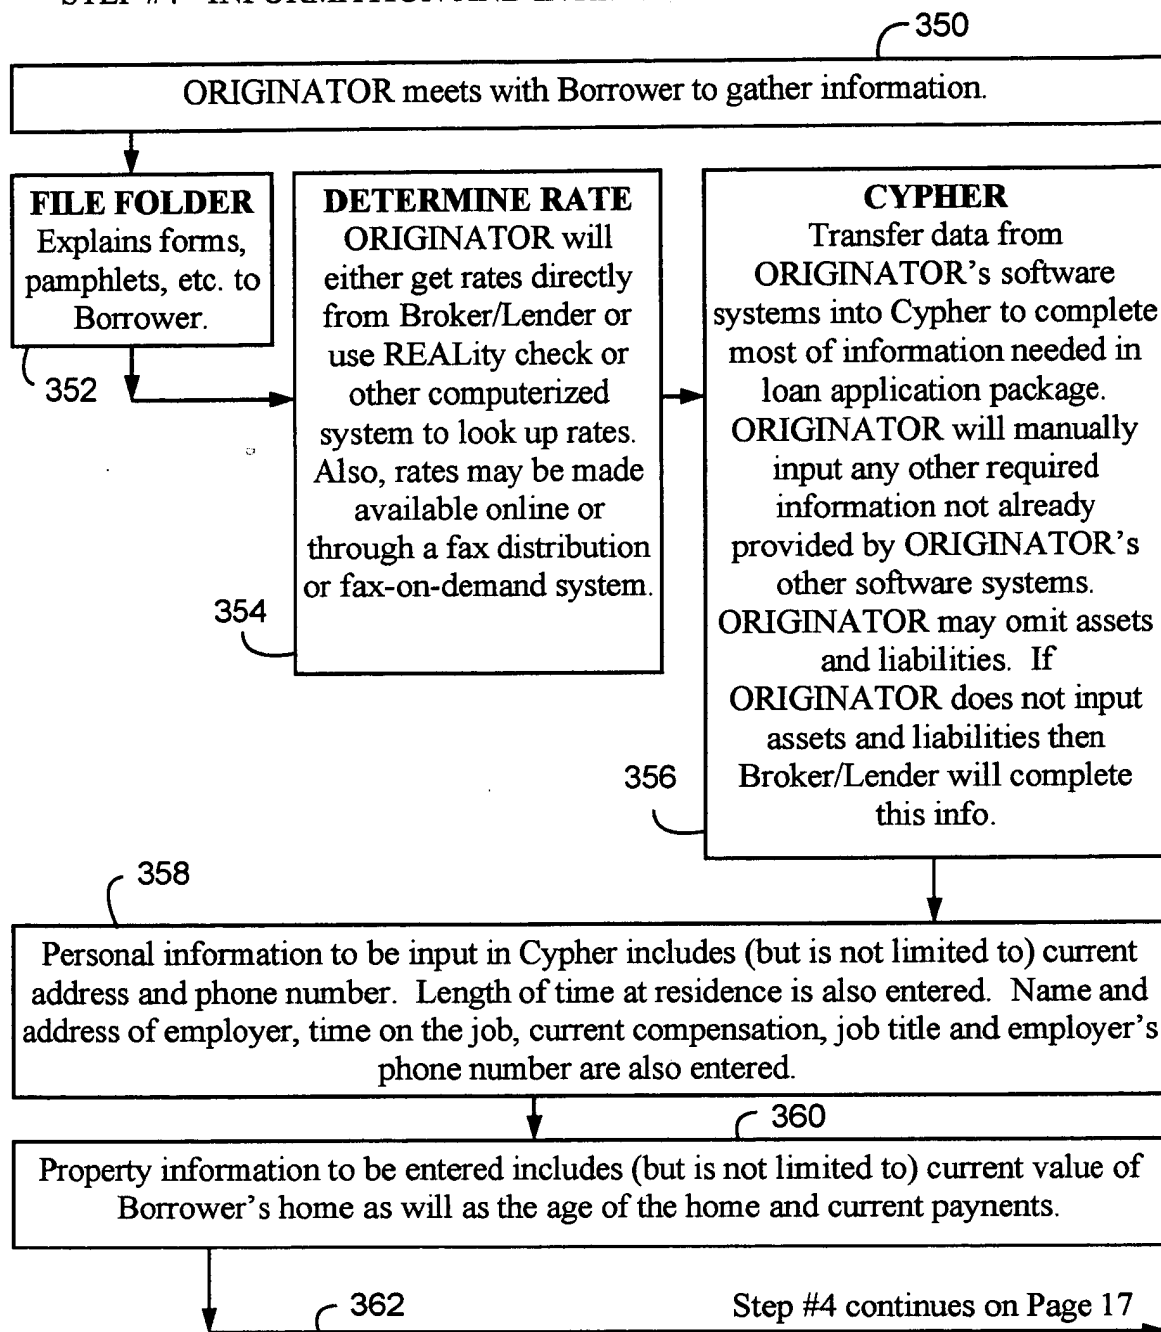 STEP #4 INFORMATION AND
350
ORIGINATOR meets with Borrower to gather information.
FILE FOLDER
Explains forms,
pamphlets, etc. to
Borrower.
352
DETERMINE RATE
ORIGINATOR will
either get rates directly
from Broker/Lender or
use REALity check or
other computerized
system to look up rates.
Also, rates may be made
available online or
through a fax distribution
or fax-on-demand system.
354
CYPHER
Transfer data from
ORIGINATOR's software
systems into Cypher to complete
most of information needed in
loan application package.
ORIGINATOR will manually
input any other required
information not already
provided by ORIGINATOR's
other software systems.
ORIGINATOR may omit assets
and liabilities. If
ORIGINATOR does not input
assets and liabilities then
Broker/Lender will complete
this info.
356
358
Personal information to be input in Cypher includes (but is not limited to) current
address and phone number. Length of time at residence is also entered. Name and
address of employer, time on the job, current compensation, job title and employer's
phone number are also entered.
360
Property information to be entered includes (but is not limited to) current value of
Borrower's home as will as the age of the home and current paynents.
362
Step #4 continues on Page 17